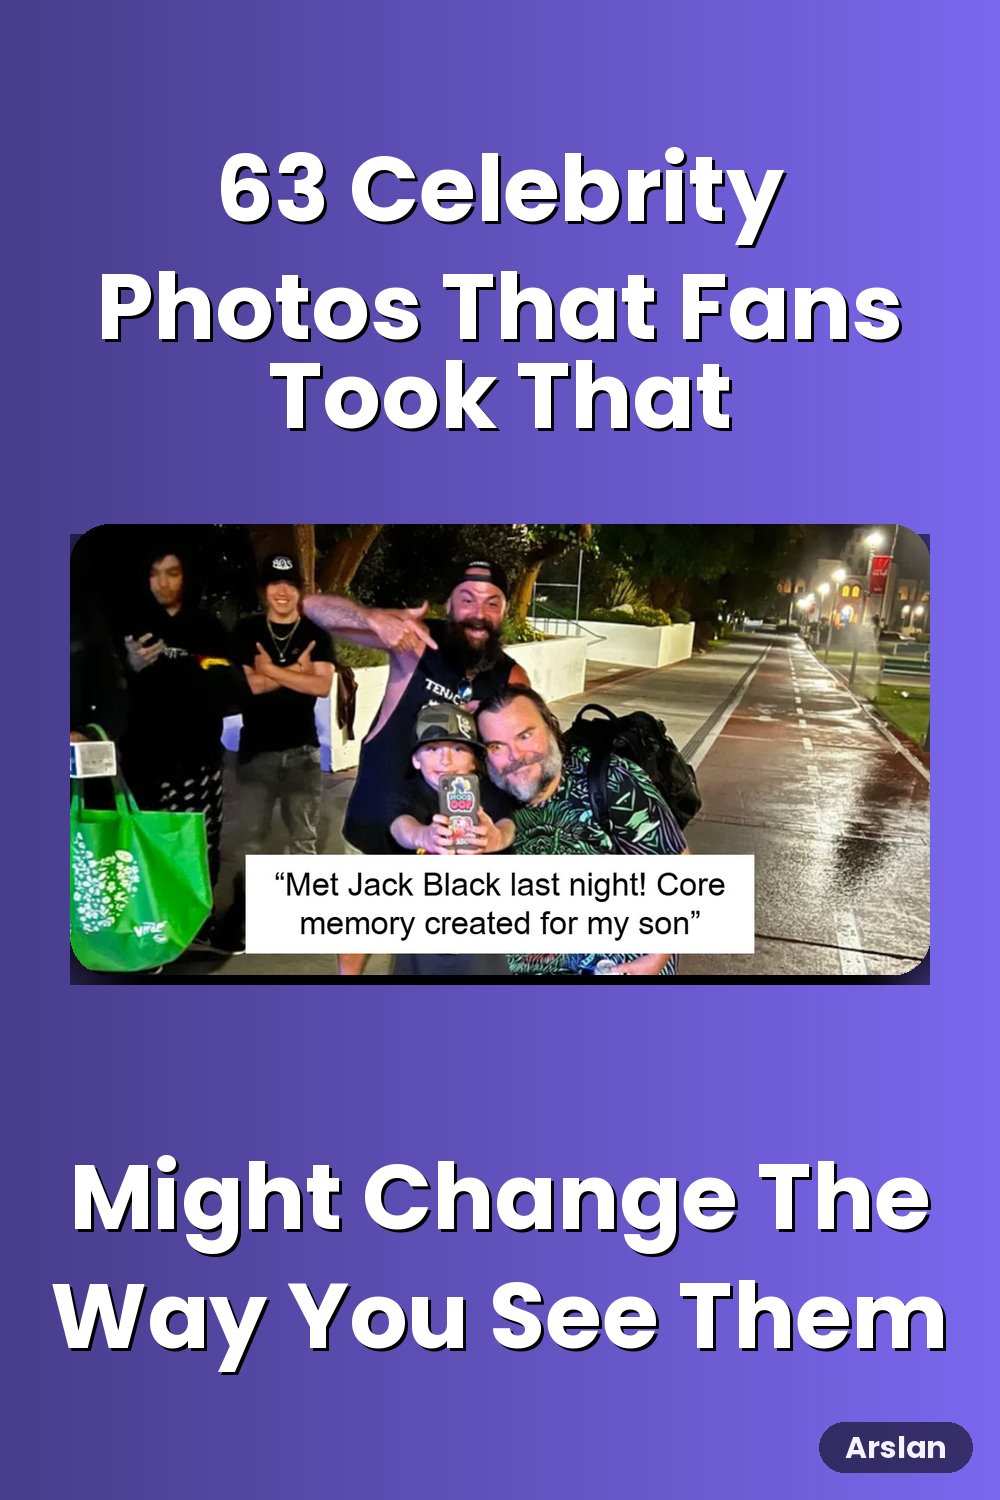 63 Celebrity
Photos That Fans
Took That
TENAC
“Met Jack Black last night! Core
memory created for my son”
Might Change The
Way You See Them
Arslan